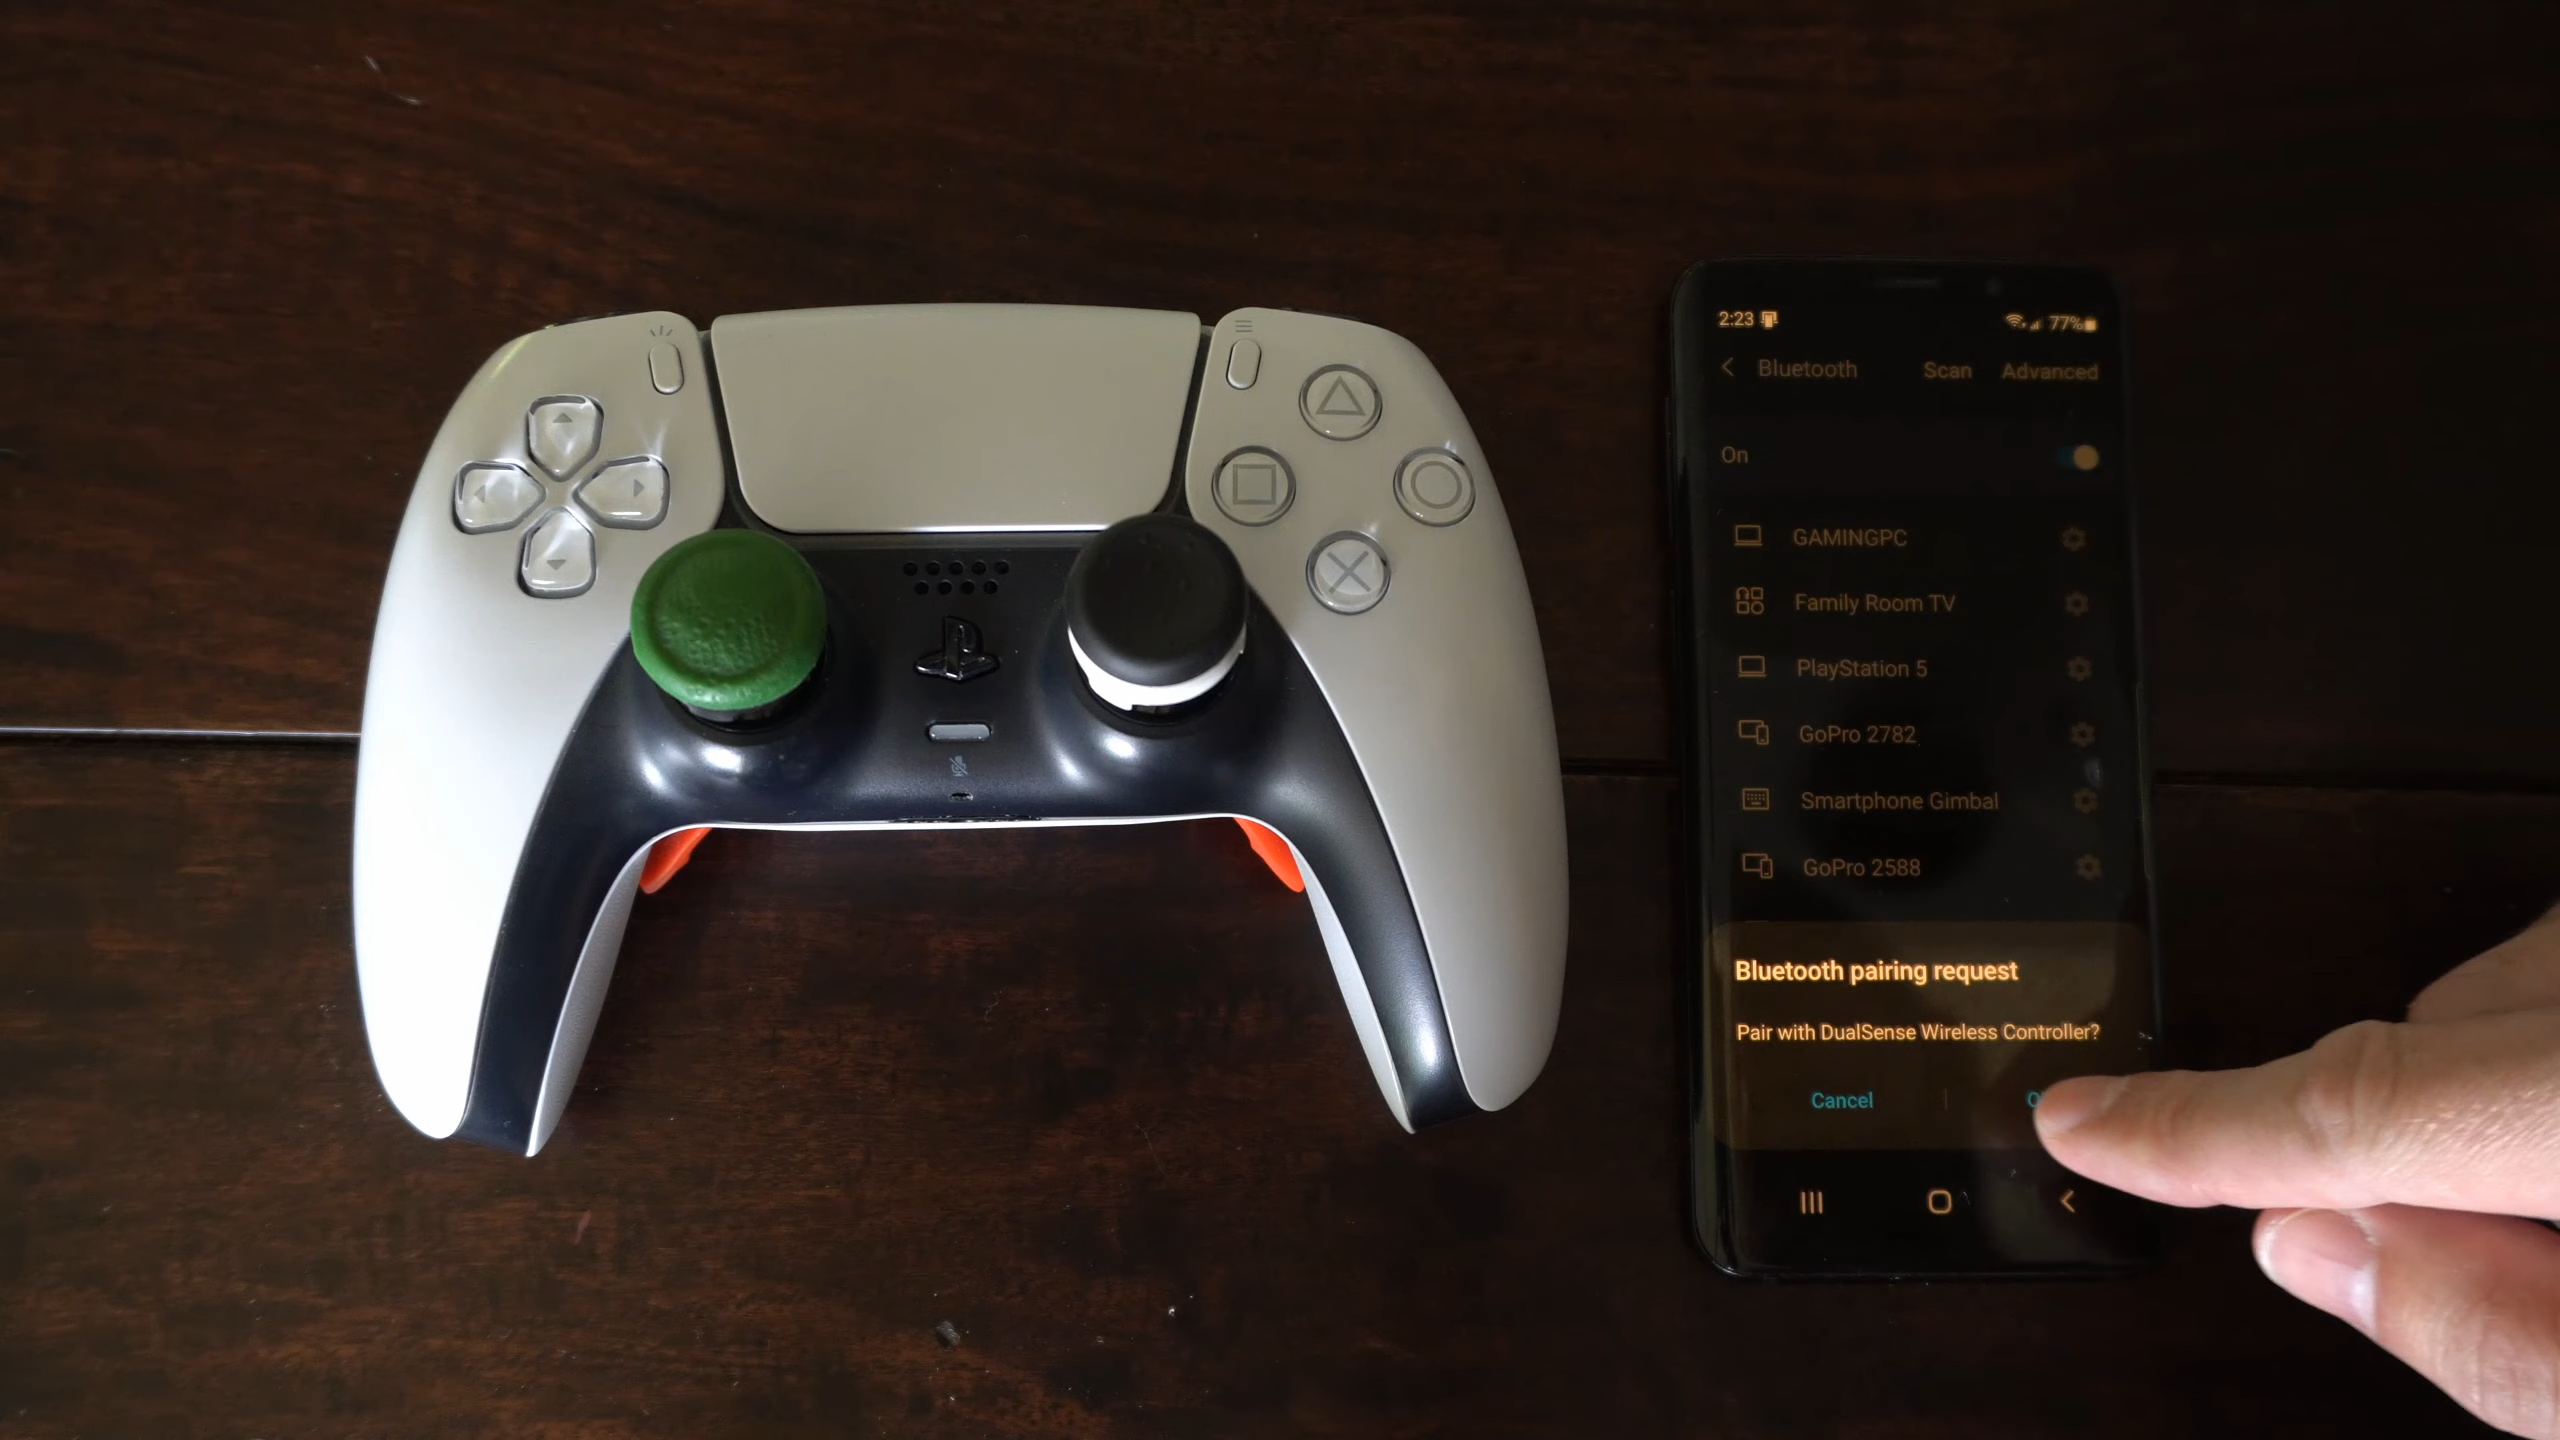 2:23 77%
Bluetooth Scan Advanced
On
GAMINGPC
Family Room TV
PlayStation 5
GoPro 2782
Smartphone Gimbal
GoPro 2588
Bluetooth pairing request
Pair with DualSense Wireless Controller?
Cancel